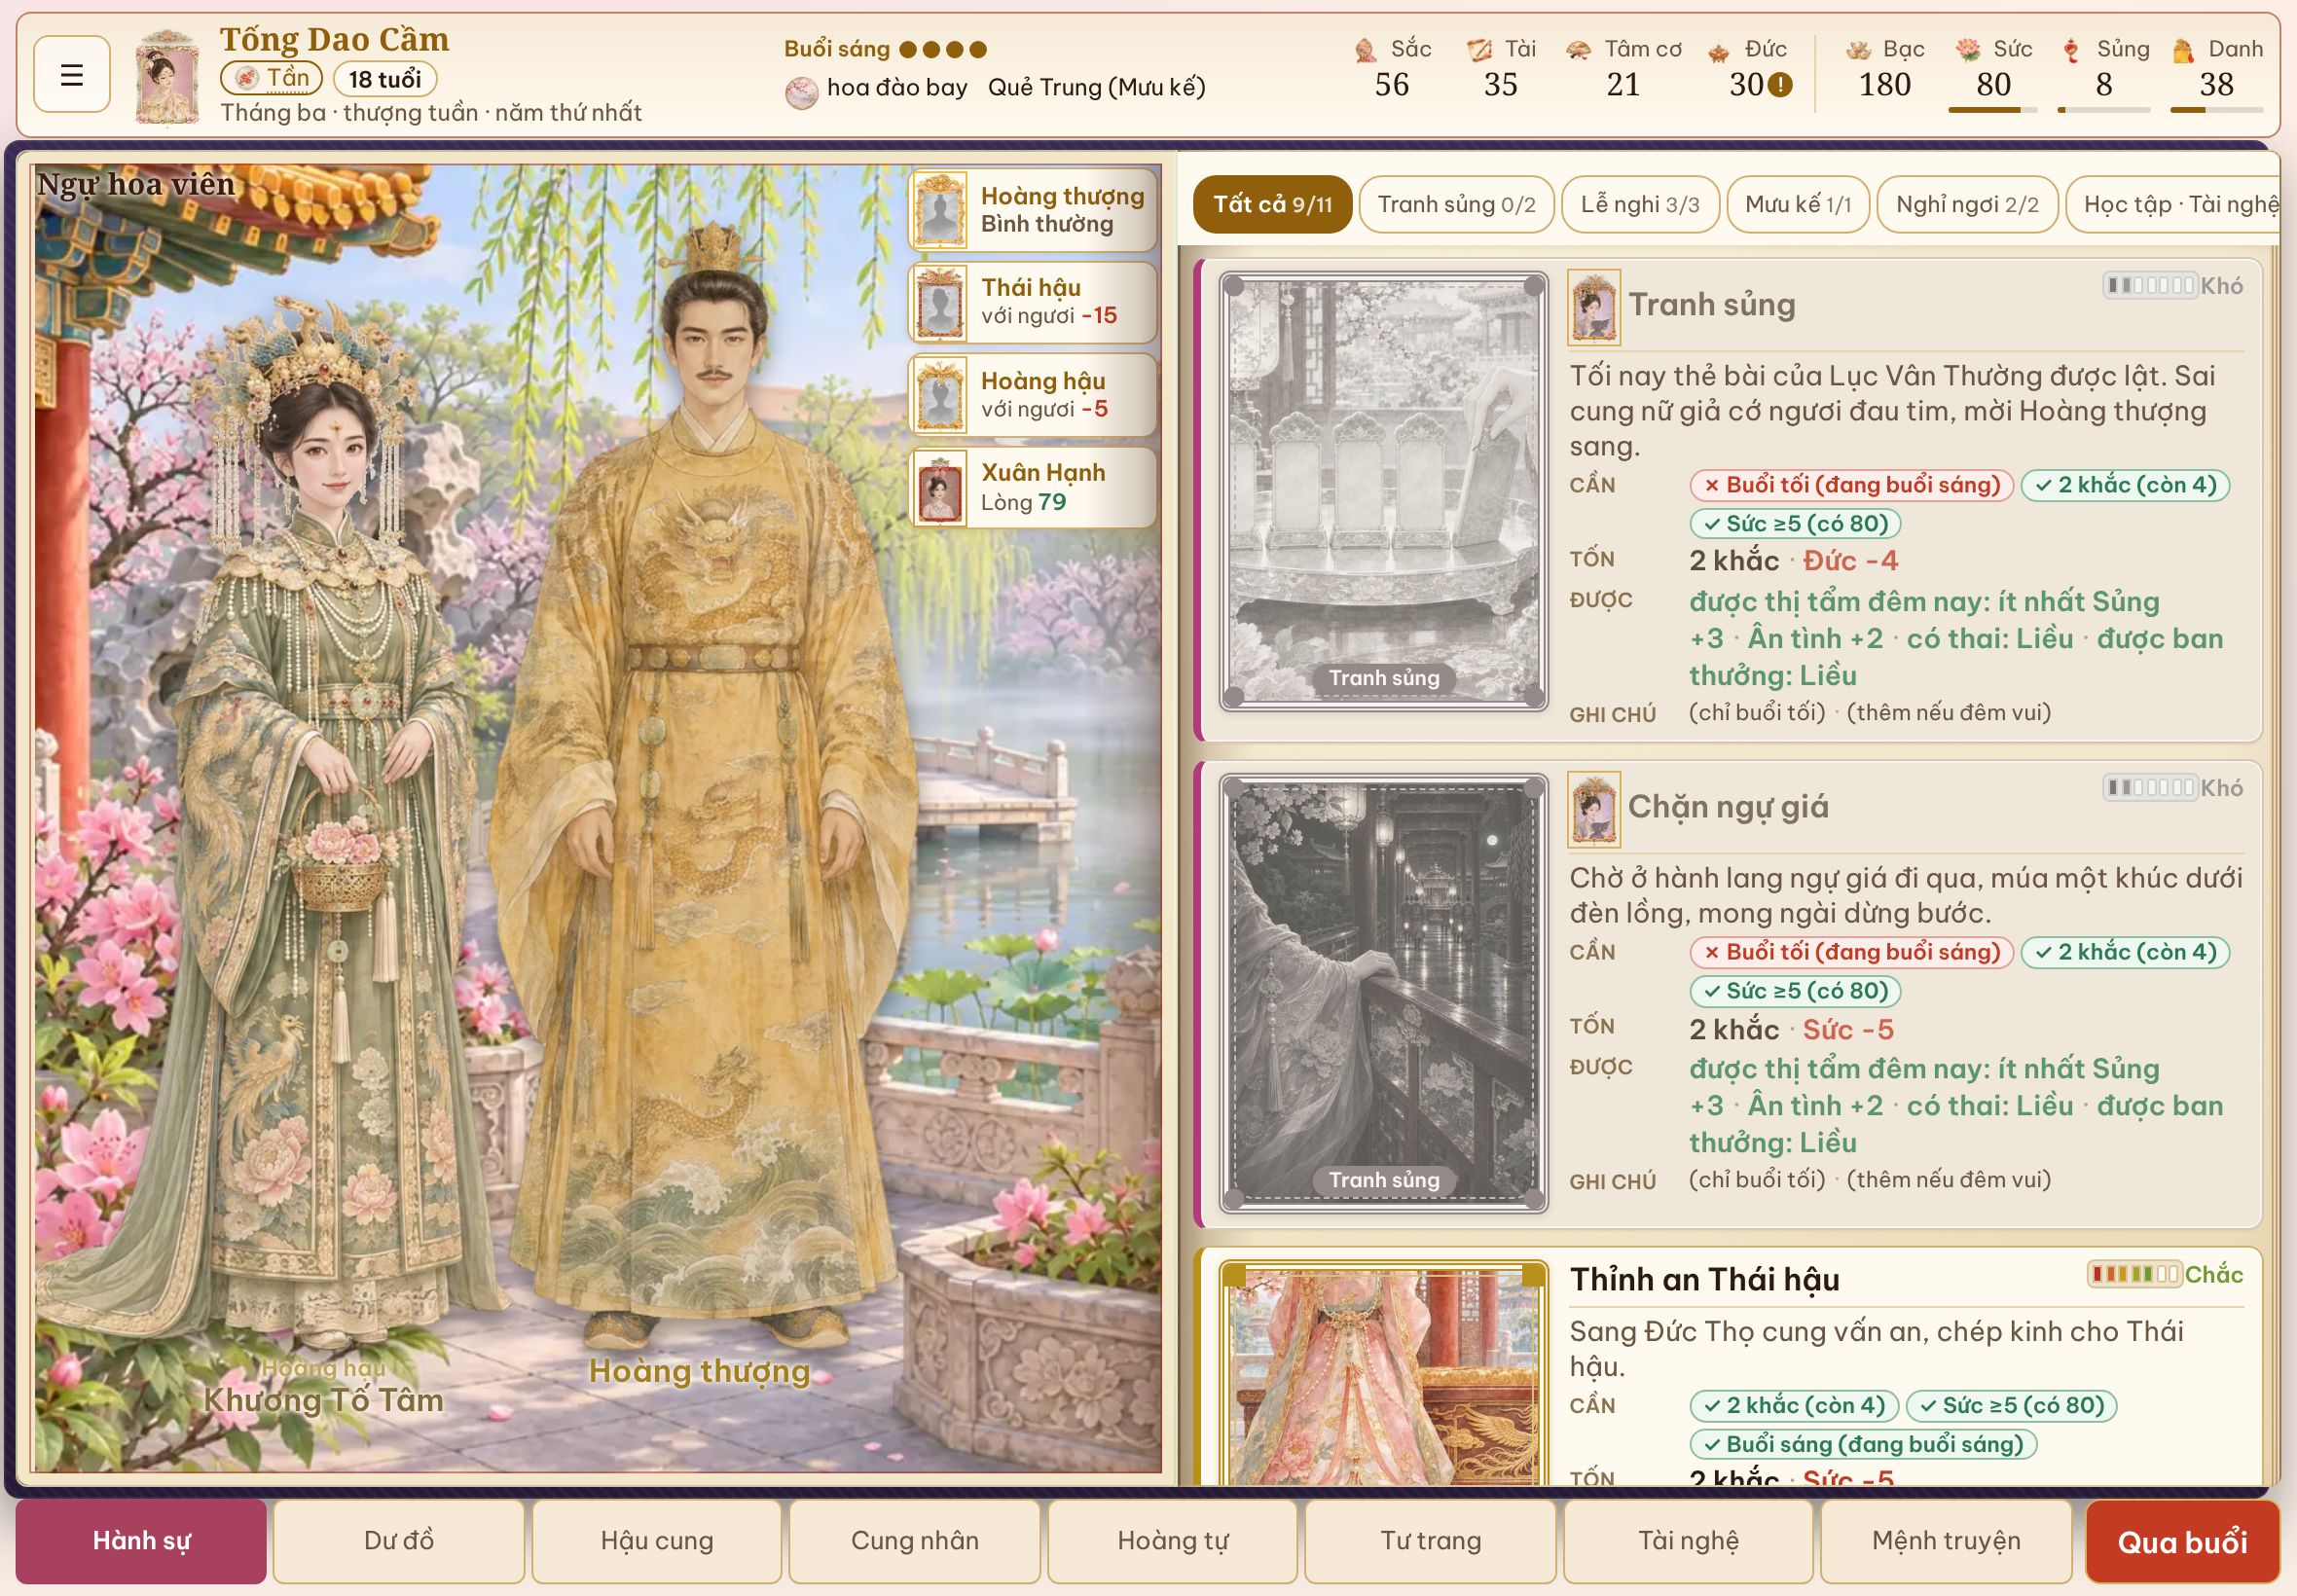 Tống Dao Cầm
Tần
18 tuổi
Tháng ba · thượng tuần · năm thứ nhất
Buổi sáng
hoa đào bay Quẻ Trung (Mưu kế)
Sắc
56
Tài
35
Tâm cơ
21
Đức
30
Bạc
180
Sức
80
Sủng
8
Danh
38
Ngự hoa viên
Hoàng thượng
Bình thường
Thái hậu
với ngươi -15
Hoàng hậu
với ngươi -5
Xuân Hạnh
Lòng 79
Hoàng hậu
Khương Tố Tâm
Hoàng thượng
Tất cả 9/11
Tranh sủng 0/2
Lễ nghi 3/3
Mưu kế 1/1
Nghỉ ngơi 2/2
Học tập · Tài nghệ
Tranh sủng
Khó
Tối nay thẻ bài của Lục Vân Thường được lật. Sai
cung nữ giả cớ ngươi đau tim, mời Hoàng thượng
sang.
CẦN
× Buổi tối (đang buổi sáng) ✓ 2 khắc (còn 4)
✓ Sức ≥5 (có 80)
TỐN
2 khắc · Đức -4
ĐƯỢC
được thị tẩm đêm nay: ít nhất Sủng
+3 · Ân tình +2 · có thai: Liều · được ban
thưởng: Liều
GHI CHÚ
(chỉ buổi tối) · (thêm nếu đêm vui)
Tranh sủng
Chặn ngự giá
Khó
Chờ ở hành lang ngự giá đi qua, múa một khúc dưới
đèn lồng, mong ngài dừng bước.
CẦN
× Buổi tối (đang buổi sáng) ✓ 2 khắc (còn 4)
✓ Sức ≥5 (có 80)
TỐN
2 khắc · Sức -5
ĐƯỢC
được thị tẩm đêm nay: ít nhất Sủng
+3 · Ân tình +2 · có thai: Liều · được ban
thưởng: Liều
GHI CHÚ
(chỉ buổi tối) · (thêm nếu đêm vui)
Tranh sủng
Thỉnh an Thái hậu
Chắc
Sang Đức Thọ cung vấn an, chép kinh cho Thái
hậu.
CẦN
✓ 2 khắc (còn 4) ✓ Sức ≥5 (có 80)
✓ Buổi sáng (đang buổi sáng)
TỐN
2 khắc · Sức -5
Hành sự
Dư đồ
Hậu cung
Cung nhân
Hoàng tự
Tư trang
Tài nghệ
Mệnh truyện
Qua buổi